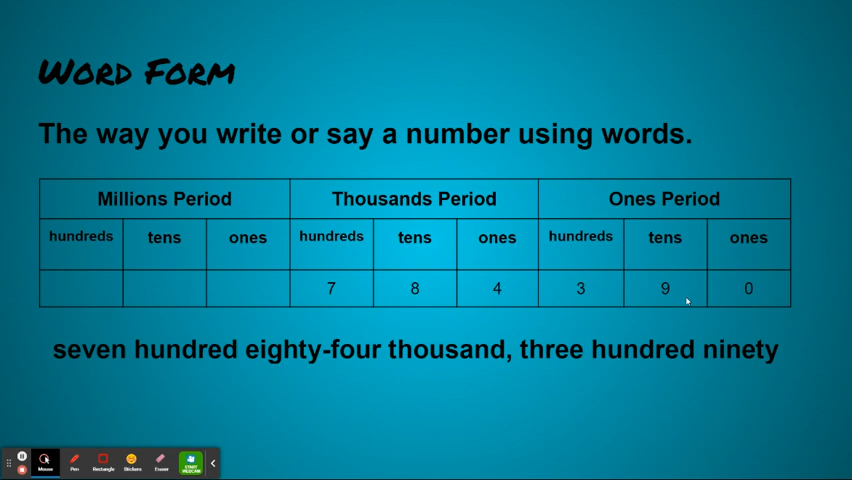 Word Form
The way you write or say a number using words.
Millions Period Thousands Period Ones Period
hundreds tens ones hundreds tens ones hundreds tens ones
7 8 4 3 9 0
seven hundred eighty-four thousand, three hundred ninety
Mouse Pen Rectangle Stickers Eraser START WEBCAM